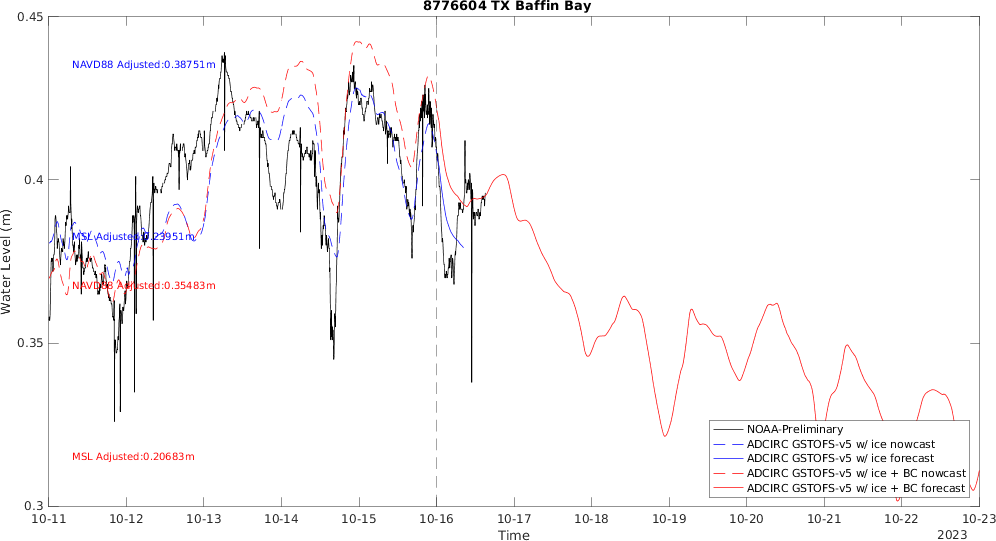 8776604 TX Baffin Bay
0.45
NAVD88 Adjusted:0.38751m
0.4
MSL Adjusted:0.23951m
Water Level (m)
NAVD88 Adjusted:0.35483m
0.35
NOAA-Preliminary
ADCIRC GSTOFS-v5 w/ ice nowcast
MSL Adjusted:0.20683m
ADCIRC GSTOFS-v5 w/ ice forecast
ADCIRC GSTOFS-v5 w/ ice + BC nowcast
ADCIRC GSTOFS-v5 w/ ice + BC forecast
0.3
10-11 10-12 10-13 10-14 10-15 10-16 10-17 10-18 10-19 10-20 10-21 10-22 10-23
Time
2023